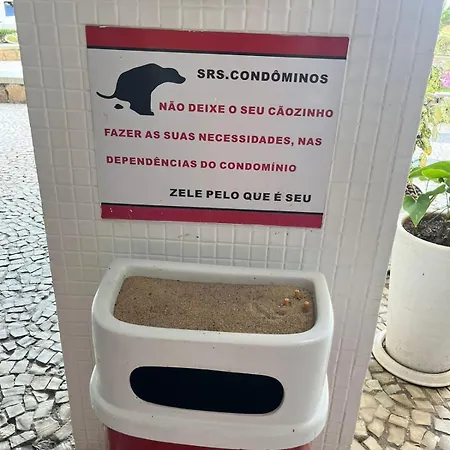 SRS.CONDÔMINOS
NÃO DEIXE O SEU CÃOZINHO
FAZER AS SUAS NECESSIDADES, NAS
DEPENDÊNCIAS DO CONDOMÍNIO
ZELE PELO QUE É SEU